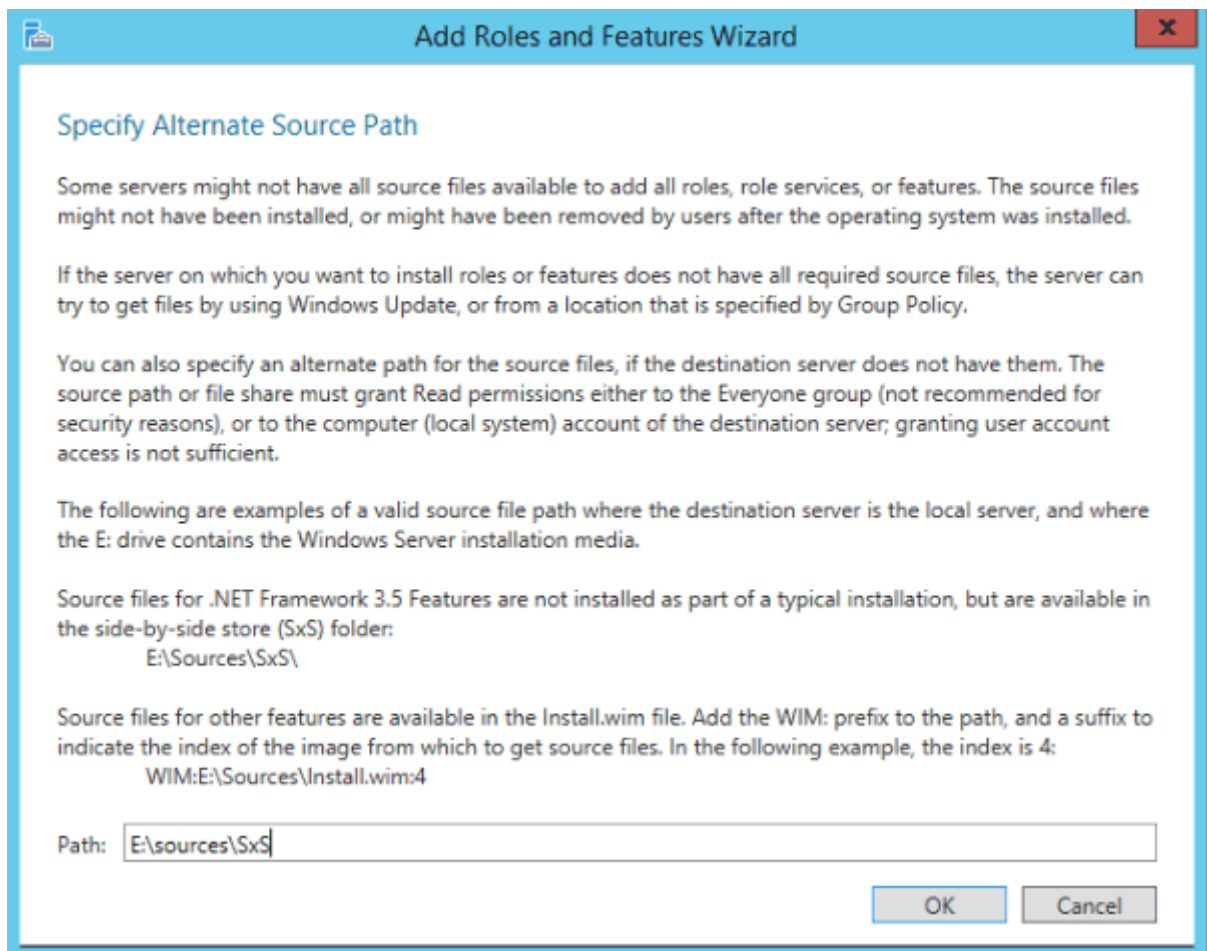 Add Roles and Features Wizard
x
Specify Alternate Source Path
Some servers might not have all source files available to add all roles, role services, or features. The source files
might not have been installed, or might have been removed by users after the operating system was installed.
If the server on which you want to install roles or features does not have all required source files, the server can
try to get files by using Windows Update, or from a location that is specified by Group Policy.
You can also specify an alternate path for the source files, if the destination server does not have them. The
source path or file share must grant Read permissions either to the Everyone group (not recommended for
security reasons), or to the computer (local system) account of the destination server; granting user account
access is not sufficient.
The following are examples of a valid source file path where the destination server is the local server, and where
the E: drive contains the Windows Server installation media.
Source files for .NET Framework 3.5 Features are not installed as part of a typical installation, but are available in
the side-by-side store (SxS) folder:
E:\Sources\SxS\
Source files for other features are available in the Install.wim file. Add the WIM: prefix to the path, and a suffix to
indicate the index of the image from which to get source files. In the following example, the index is 4:
WIM:E:\Sources\Install.wim:4
Path: E:\sources\SxS
OK Cancel